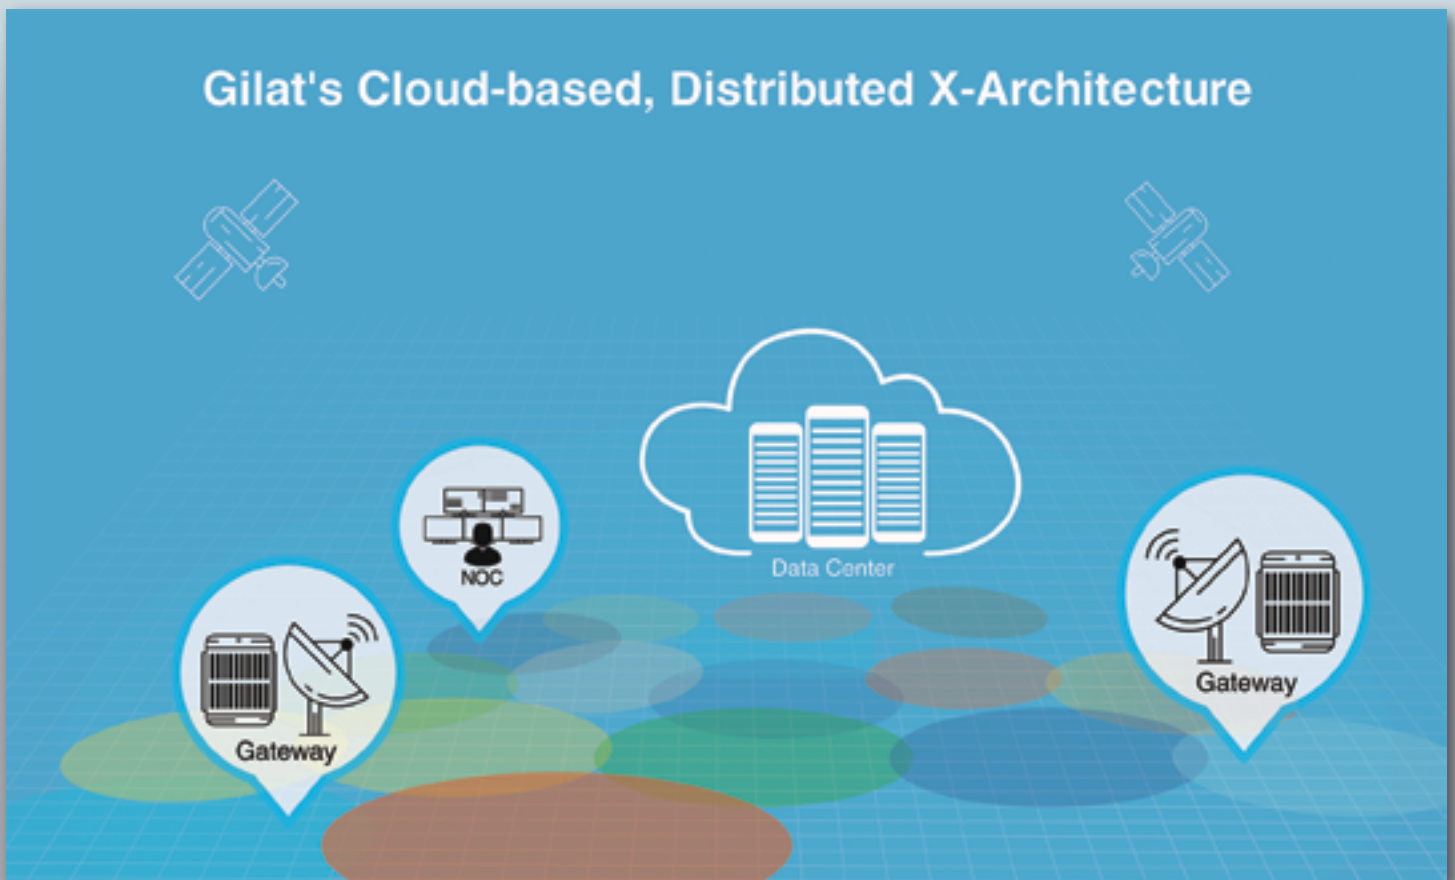 Gilat's Cloud-based, Distributed X-Architecture
NOC
Data Center
Gateway
Gateway